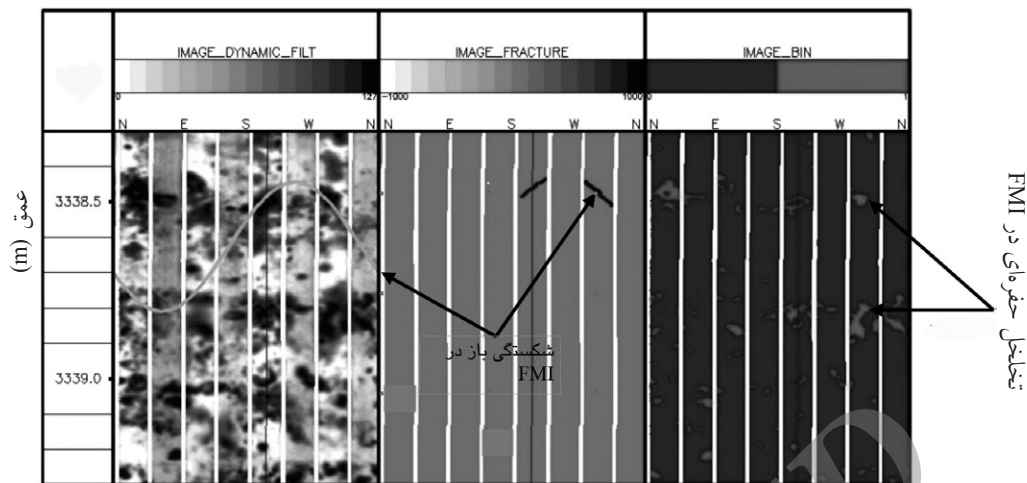 IMAGE_DYNAMIC_FILT
0 127
IMAGE_FRACTURE
-1000 1000
IMAGE_BIN
0 1
N E S W N
N E S W N
N E S W N
عمق (m)
3338.5
3339.0
شکستگی باز در
FMI
تخلخل حفره‌ای در FMI